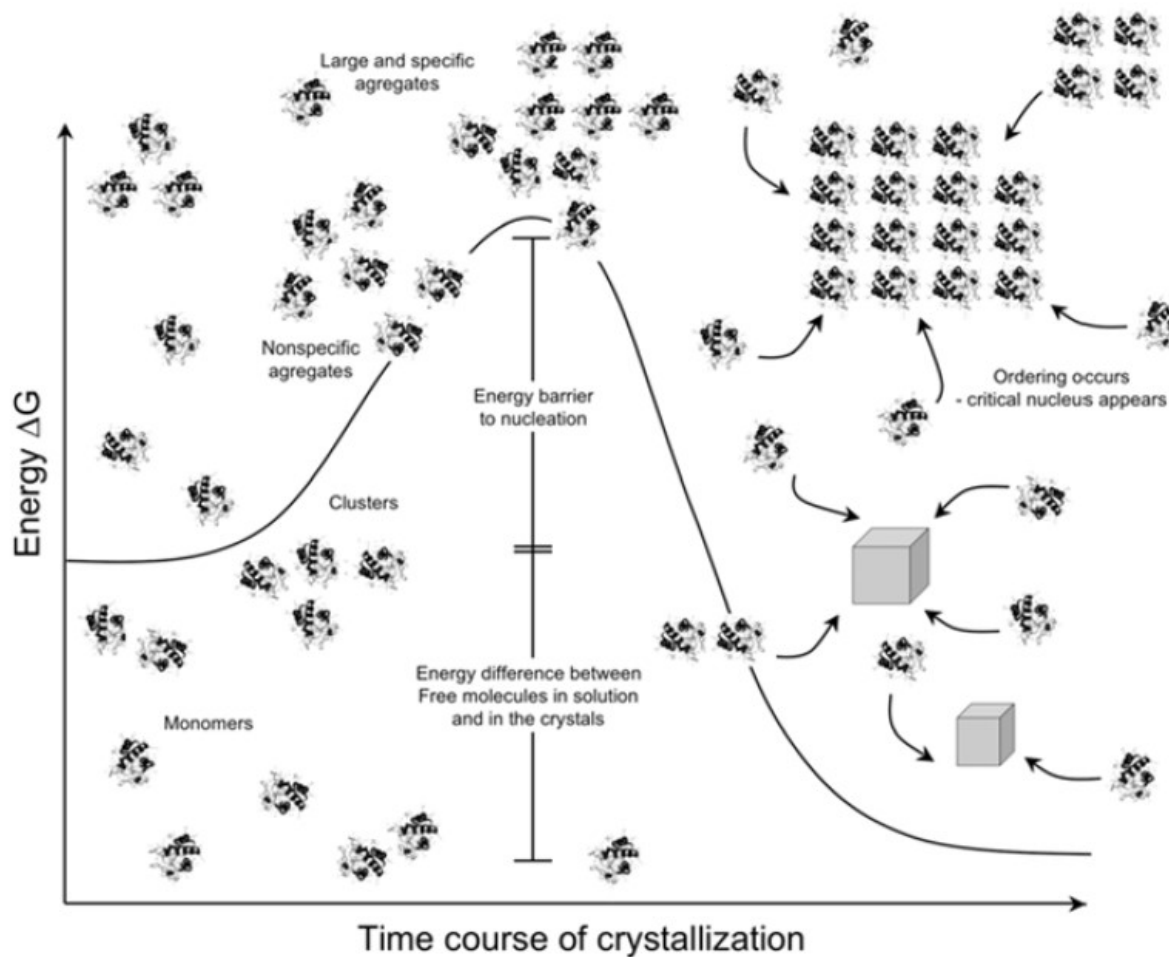 Large and specific
agregates
Nonspecific
agregates
Energy barrier
to nucleation
Ordering occurs
- critical nucleus appears
Clusters
Energy difference between
Free molecules in solution
and in the crystals
Monomers
Energy ΔG
Time course of crystallization